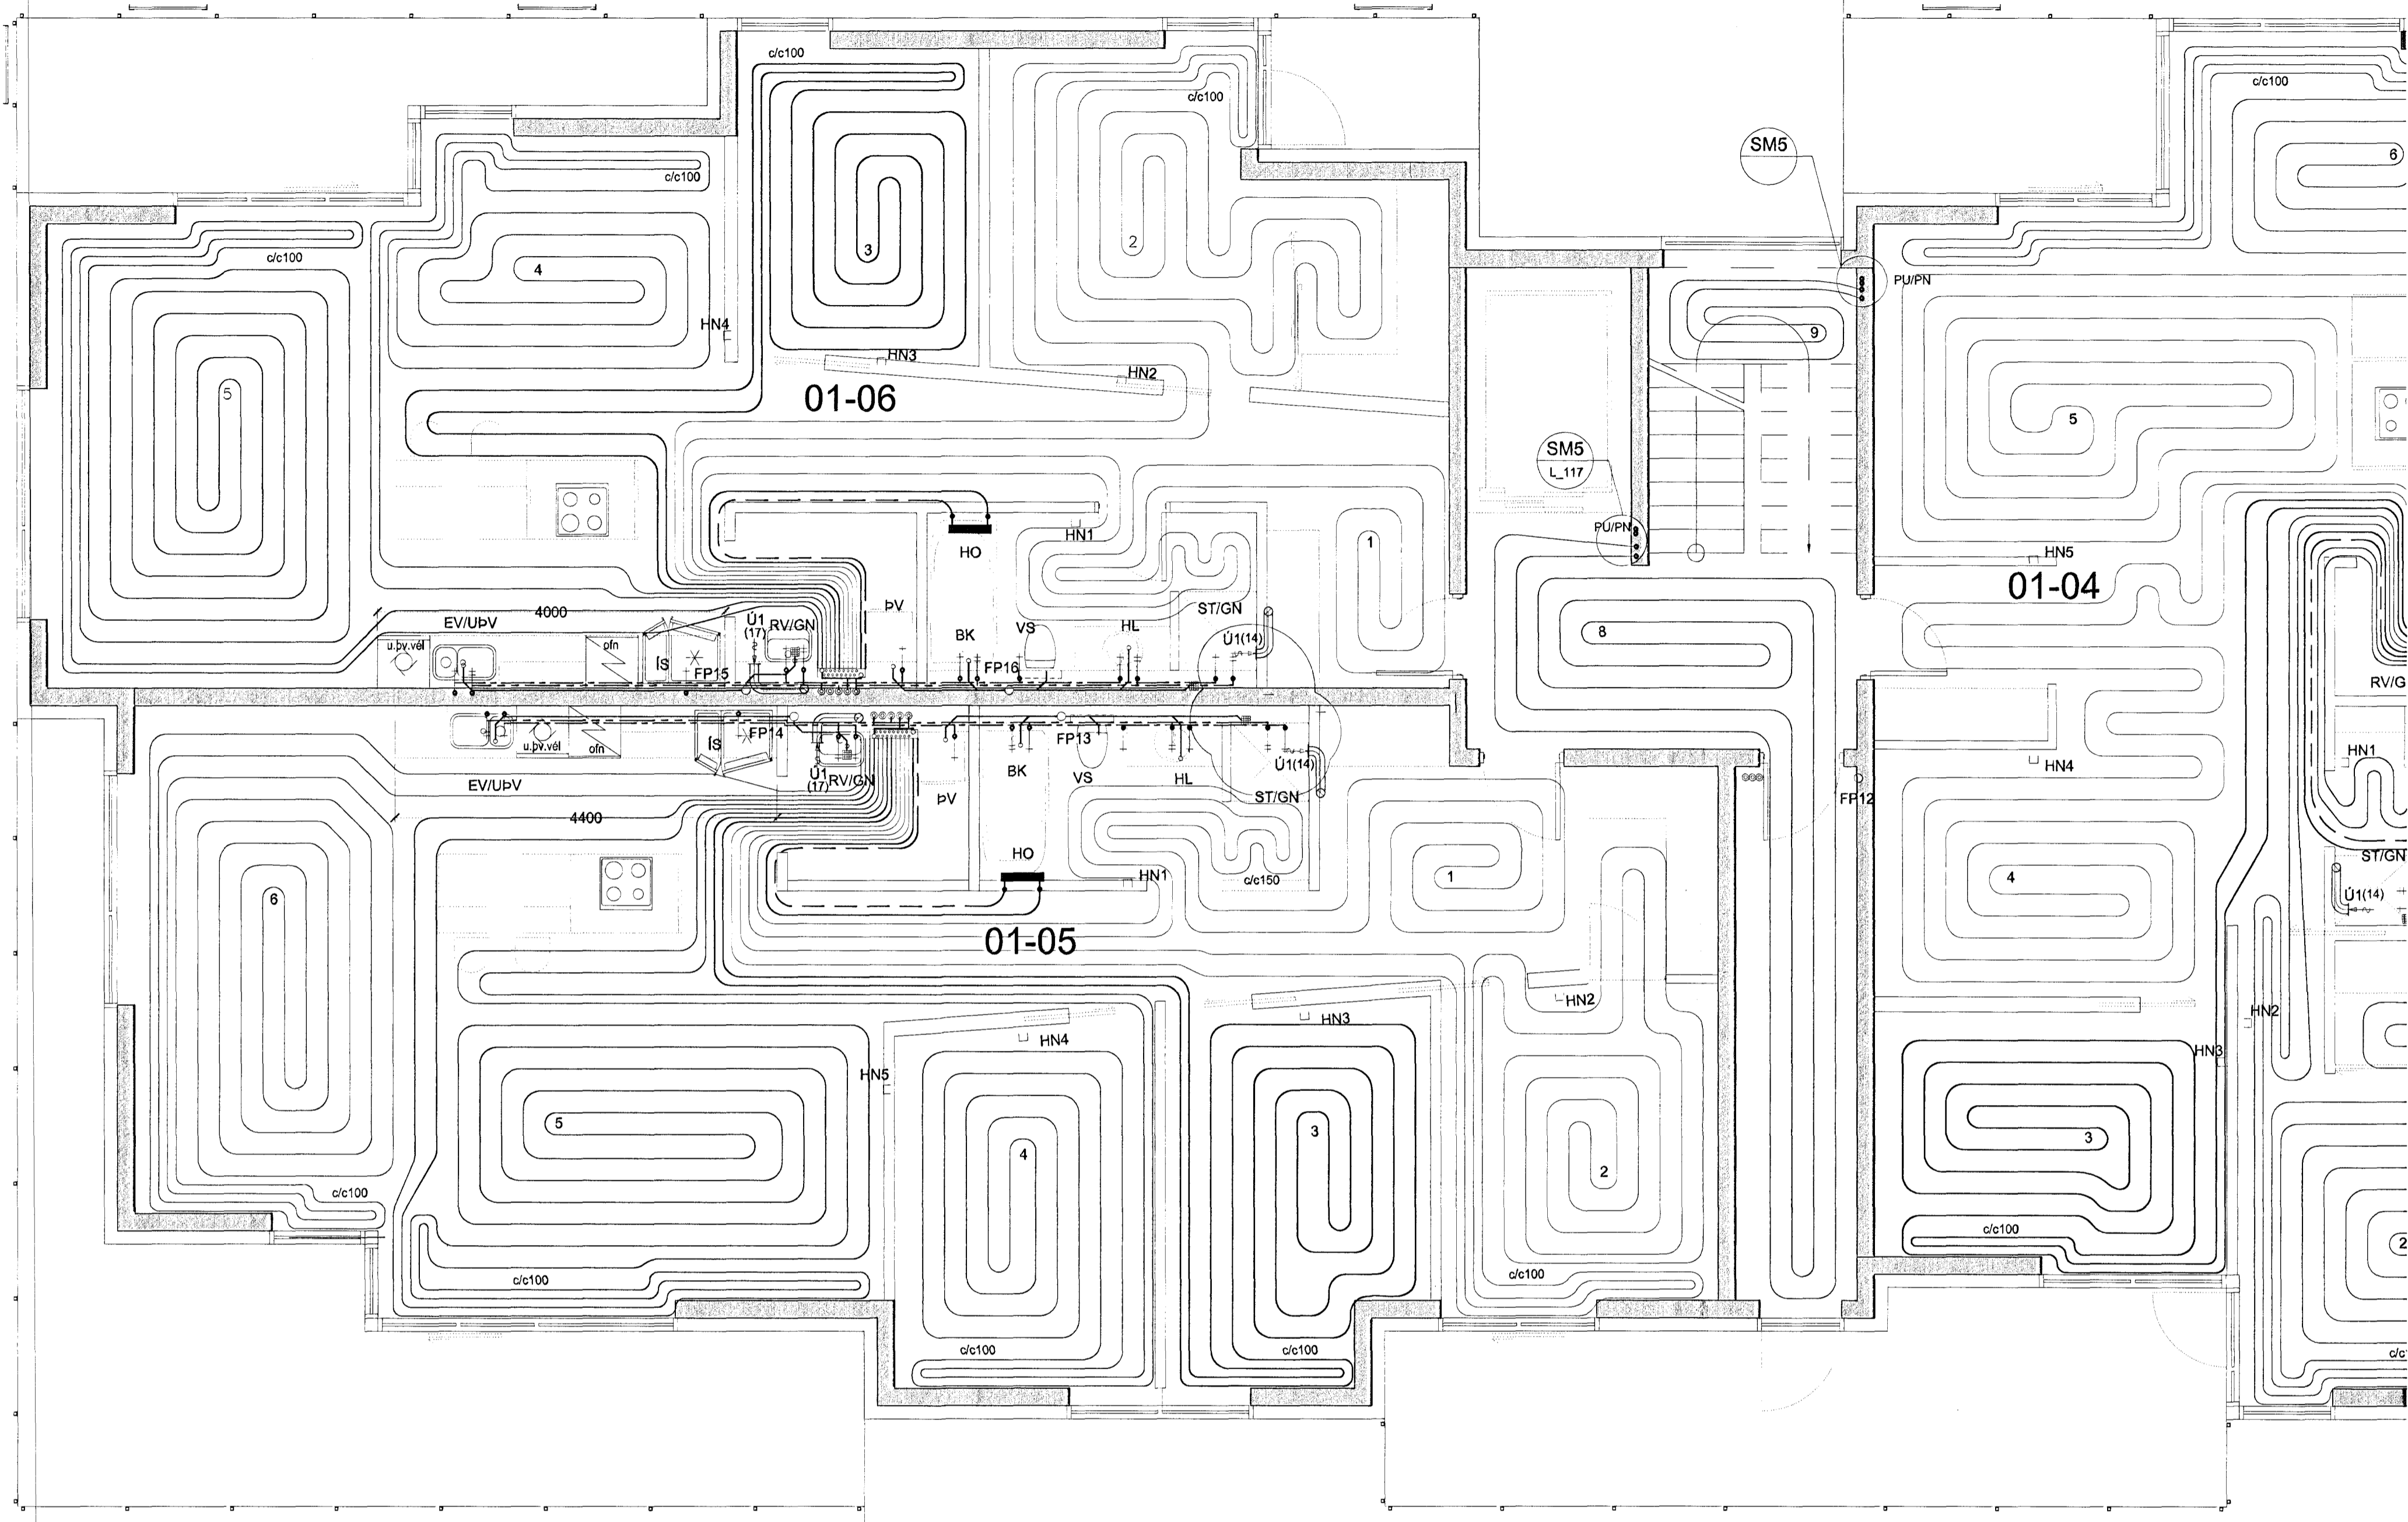 c/c100
c/c100
c/c100
c/c100
c/c100
SM5
6
2
3
4
5
9
PU/PN
HN4
HN3
HN2
01-06
5
SM5
L_117
PU/PN
HN1
HO
1
HN5
01-04
4000
EV/UÞV
u.þv.vél
ofn
ÍS
FP15
Ú1
(17)
RV/GN
ÞV
BK
FP16
VS
HL
ST/GN
Ú1(14)
8
RV/G
u.þv.vél
ofn
ÍS
FP14
Ú1
(17)
RV/GN
EV/UÞV
4400
ÞV
BK
FP13
VS
HL
Ú1(14)
ST/GN
HN1
HN4
FP12
ST/GN
Ú1(14)
HO
HN1
c/c150
1
4
6
01-05
HN2
HN3
HN4
HN5
HN2
HN3
5
4
3
2
3
2
c/c100
c/c100
c/c100
c/c100
c/c100
c/c100
c/c